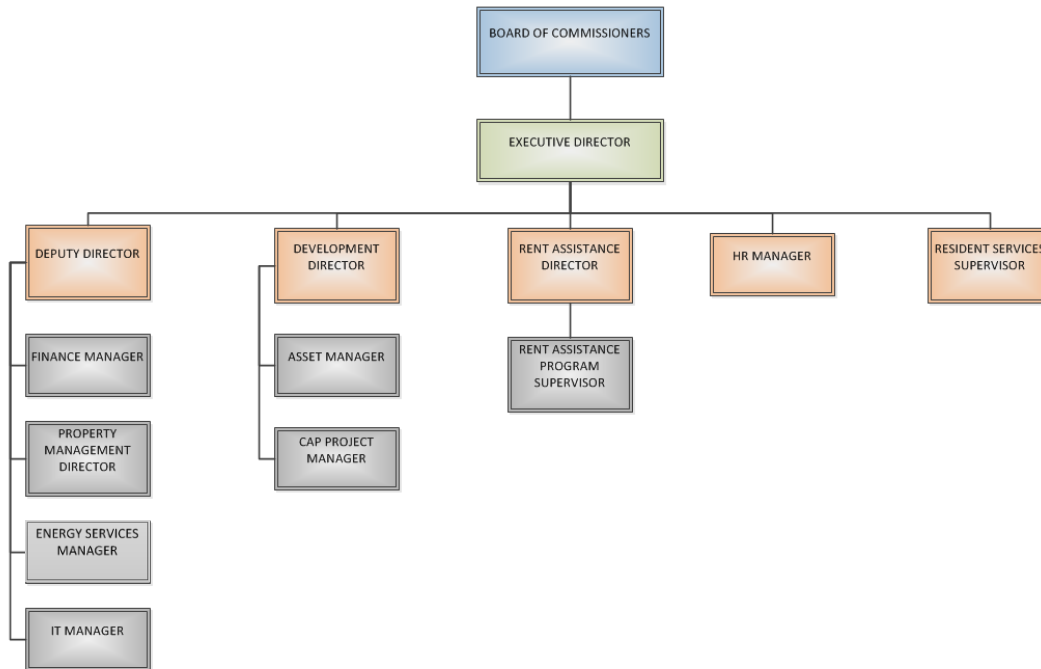 BOARD OF COMMISSIONERS
EXECUTIVE DIRECTOR
DEPUTY DIRECTOR
DEVELOPMENT
DIRECTOR
RENT ASSISTANCE
DIRECTOR
HR MANAGER
RESIDENT SERVICES
SUPERVISOR
FINANCE MANAGER
ASSET MANAGER
RENT ASSISTANCE
PROGRAM
SUPERVISOR
PROPERTY
MANAGEMENT
DIRECTOR
CAP PROJECT
MANAGER
ENERGY SERVICES
MANAGER
IT MANAGER